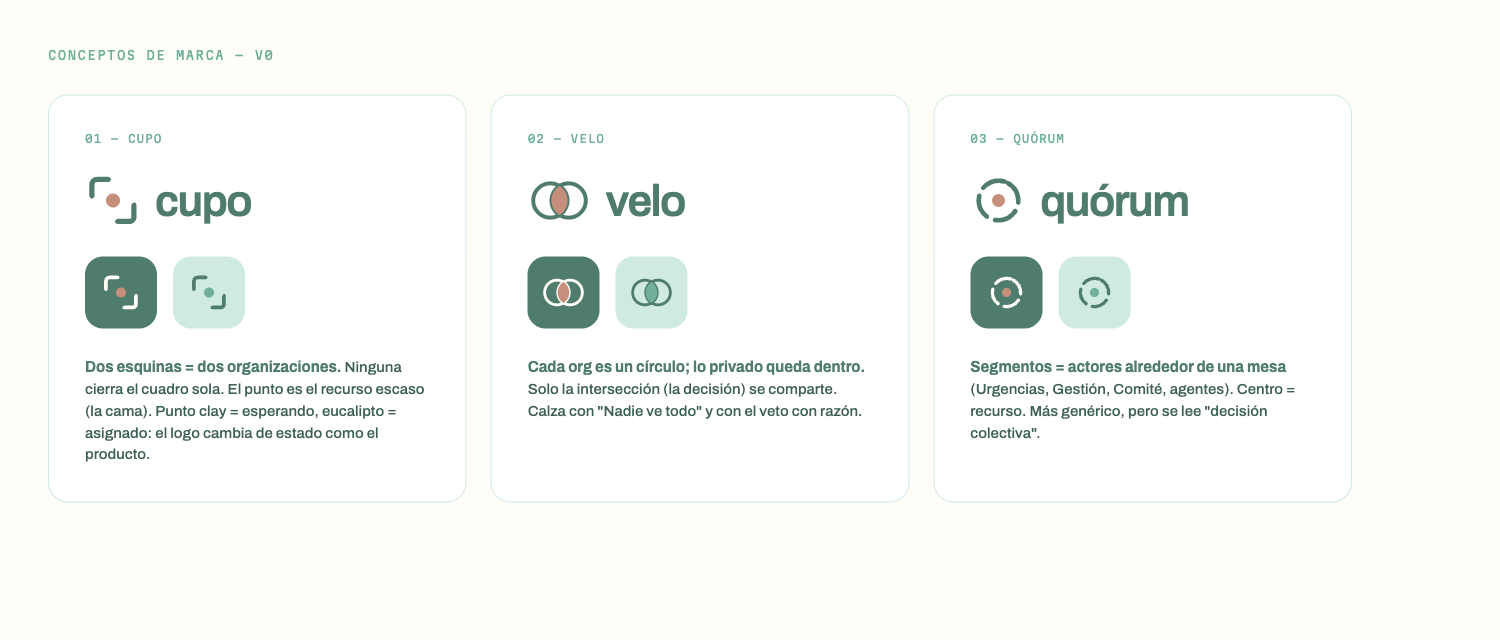 CONCEPTOS DE MARCA — V0
01 — CUPO
cupo
Dos esquinas = dos organizaciones. Ninguna
cierra el cuadro sola. El punto es el recurso escaso
(la cama). Punto clay = esperando, eucalipto =
asignado: el logo cambia de estado como el
producto.
02 — VELO
velo
Cada org es un círculo; lo privado queda dentro.
Solo la intersección (la decisión) se comparte.
Calza con "Nadie ve todo" y con el veto con razón.
03 — QUÓRUM
quórum
Segmentos = actores alrededor de una mesa
(Urgencias, Gestión, Comité, agentes). Centro =
recurso. Más genérico, pero se lee "decisión
colectiva".